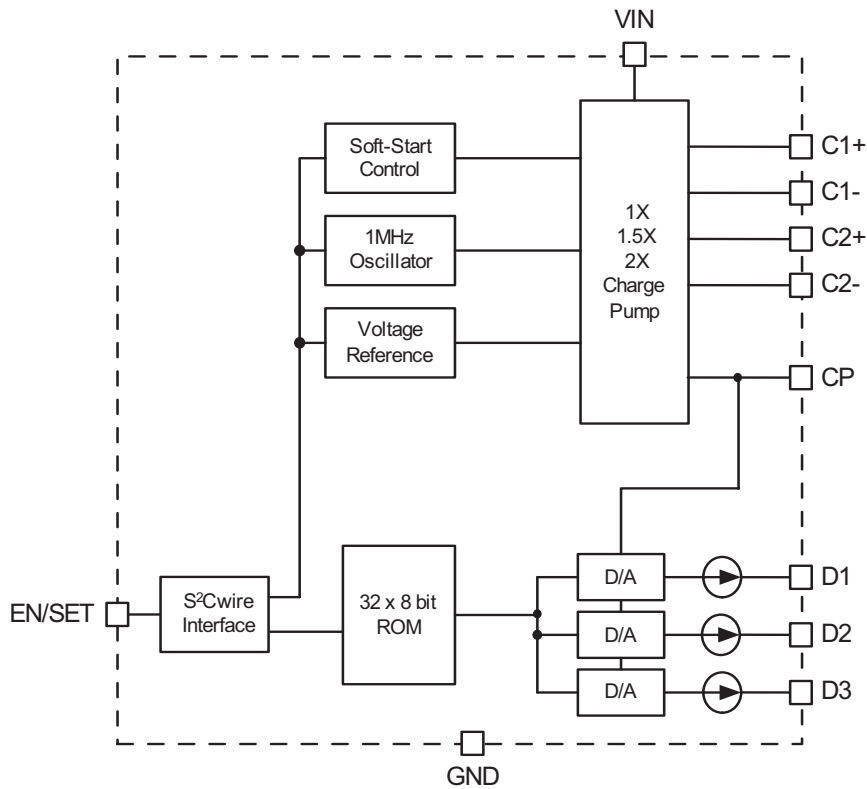 VIN
Soft-Start
Control
1MHz
Oscillator
Voltage
Reference
1X
1.5X
2X
Charge
Pump
C1+
C1-
C2+
C2-
CP
EN/SET
S²Cwire
Interface
32 x 8 bit
ROM
D/A
D1
D/A
D2
D/A
D3
GND